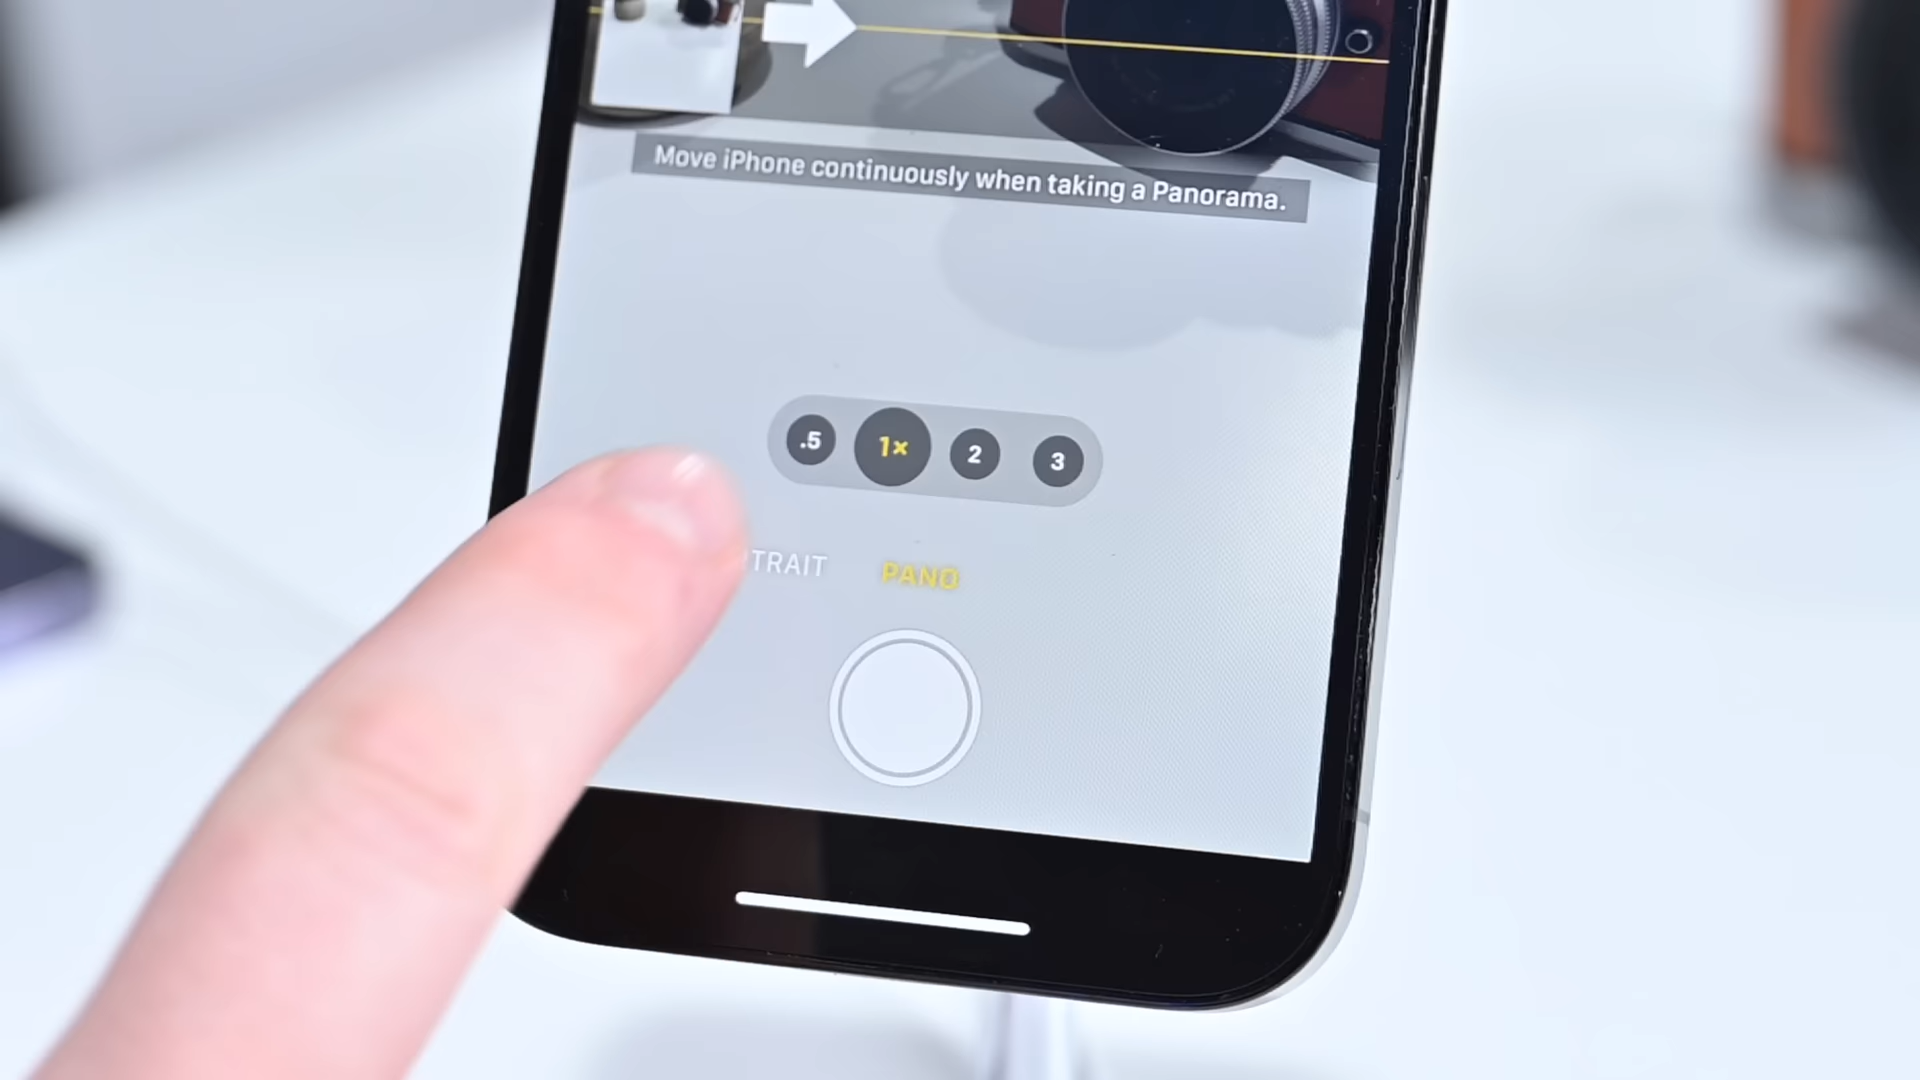 Move iPhone continuously when taking a Panorama.
.5 1× 2 3
TRAIT PANO